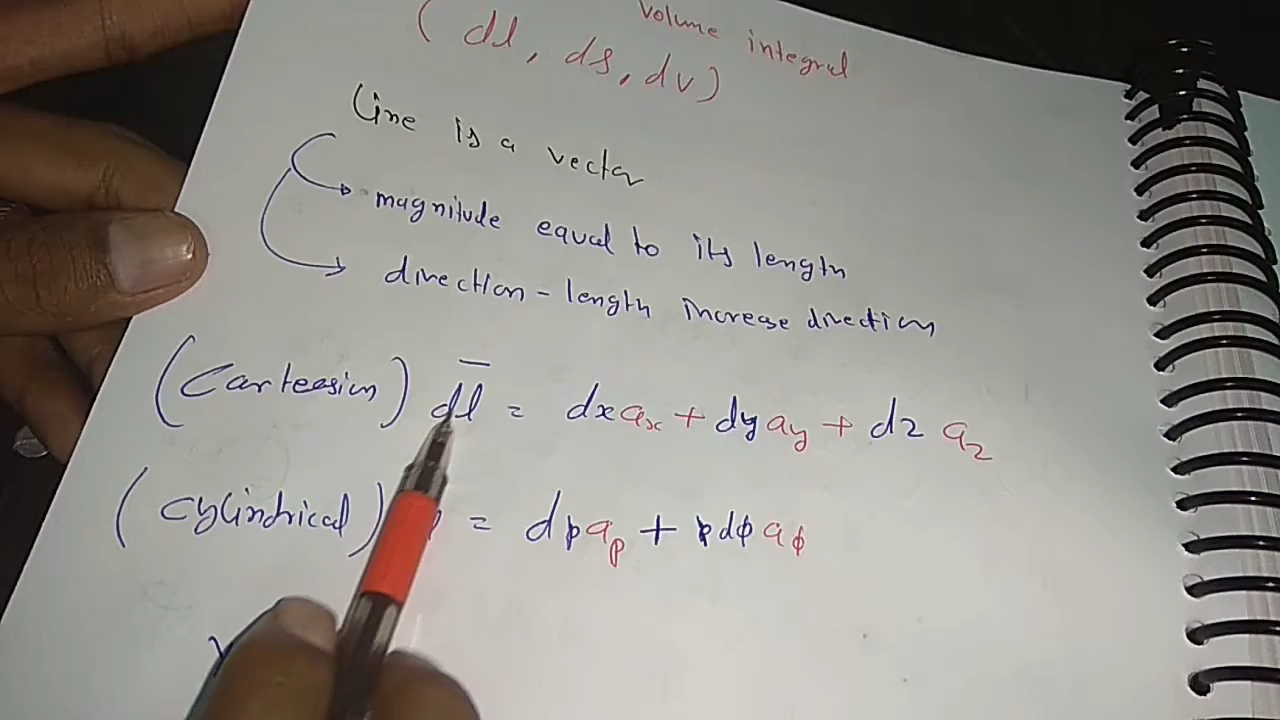 Volume integral
(dl, ds, dv)
Line is a vector
magnitude equal to its length
direction - length increase direction
(Carteesian) dl̅ = dx ax + dy ay + dz az
(cylindrical) = dρ aρ + ρdϕ aϕ